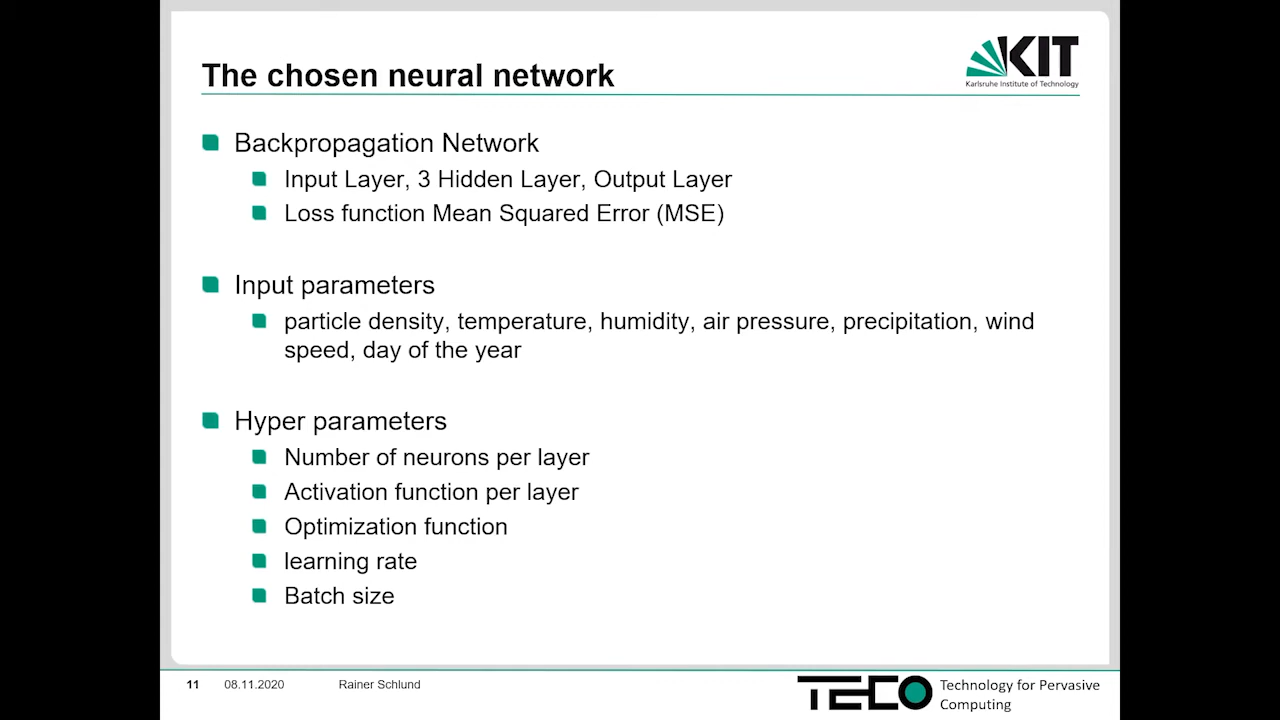 The chosen neural network
KIT
Karlsruhe Institute of Technology
Backpropagation Network
Input Layer, 3 Hidden Layer, Output Layer
Loss function Mean Squared Error (MSE)
Input parameters
particle density, temperature, humidity, air pressure, precipitation, wind
speed, day of the year
Hyper parameters
Number of neurons per layer
Activation function per layer
Optimization function
learning rate
Batch size
11 08.11.2020 Rainer Schlund
TECO
Technology for Pervasive
Computing